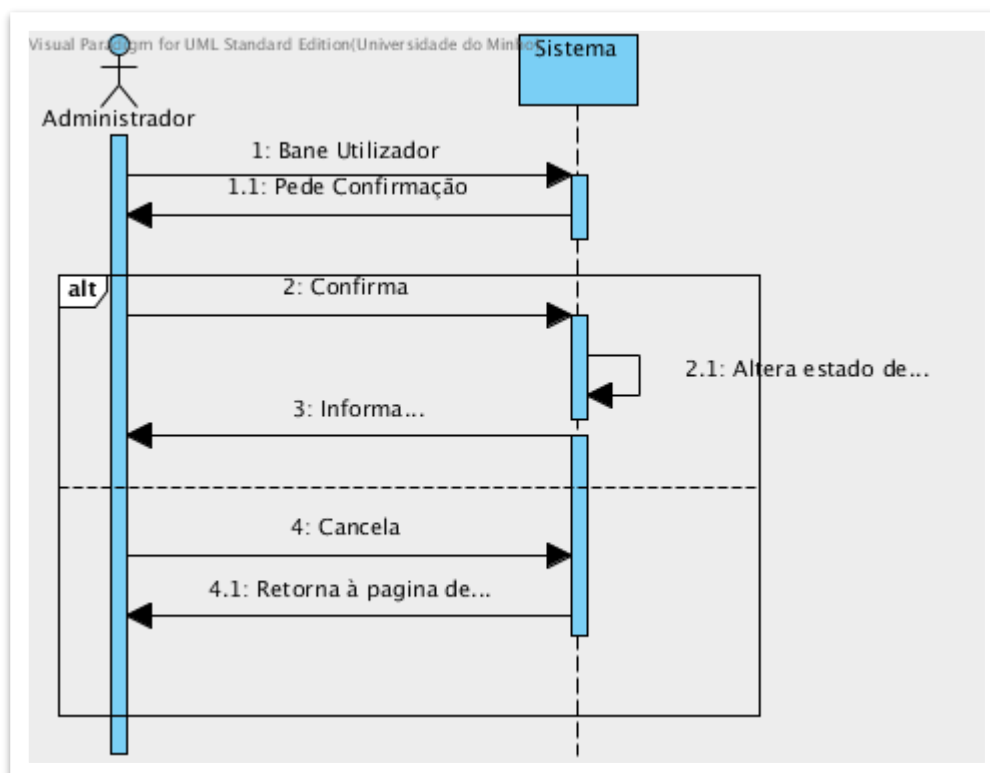 Visual Paradigm for UML Standard Edition(Universidade do Minho
Sistema
Administrador
1: Bane Utilizador
1.1: Pede Confirmação
alt
2: Confirma
2.1: Altera estado de...
3: Informa...
4: Cancela
4.1: Retorna à pagina de...